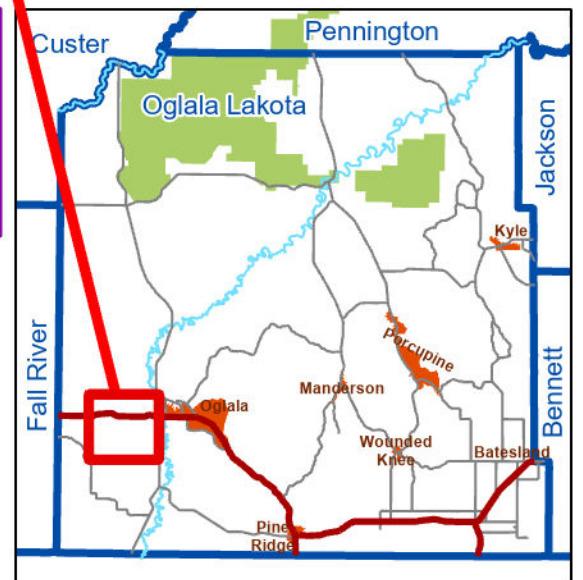 Custer
Pennington
Oglala Lakota
Jackson
Kyle
Fall River
Porcupine
Bennett
Manderson
Oglala
Wounded
Knee
Batesland
Pine
Ridge